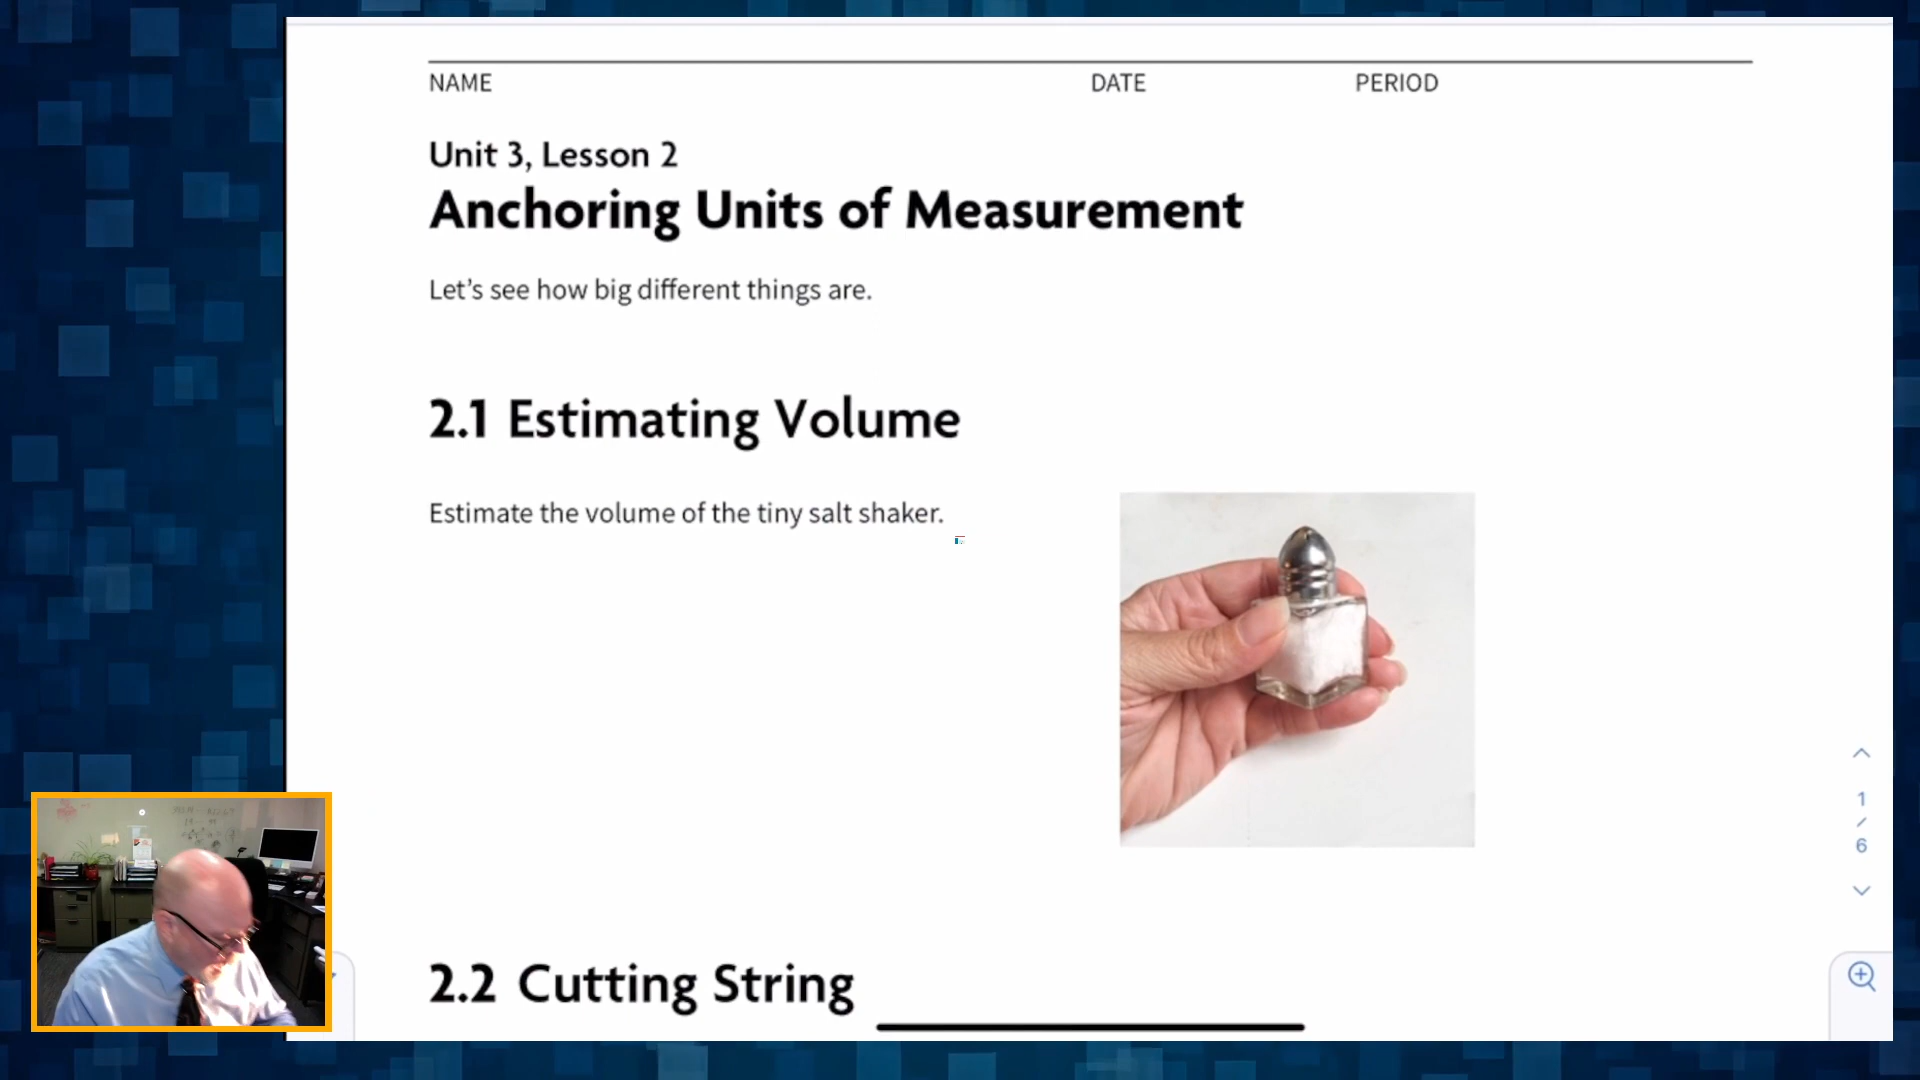 NAME DATE PERIOD
Unit 3, Lesson 2
Anchoring Units of Measurement
Let’s see how big different things are.
2.1 Estimating Volume
Estimate the volume of the tiny salt shaker.
2.2 Cutting String
1
/
6